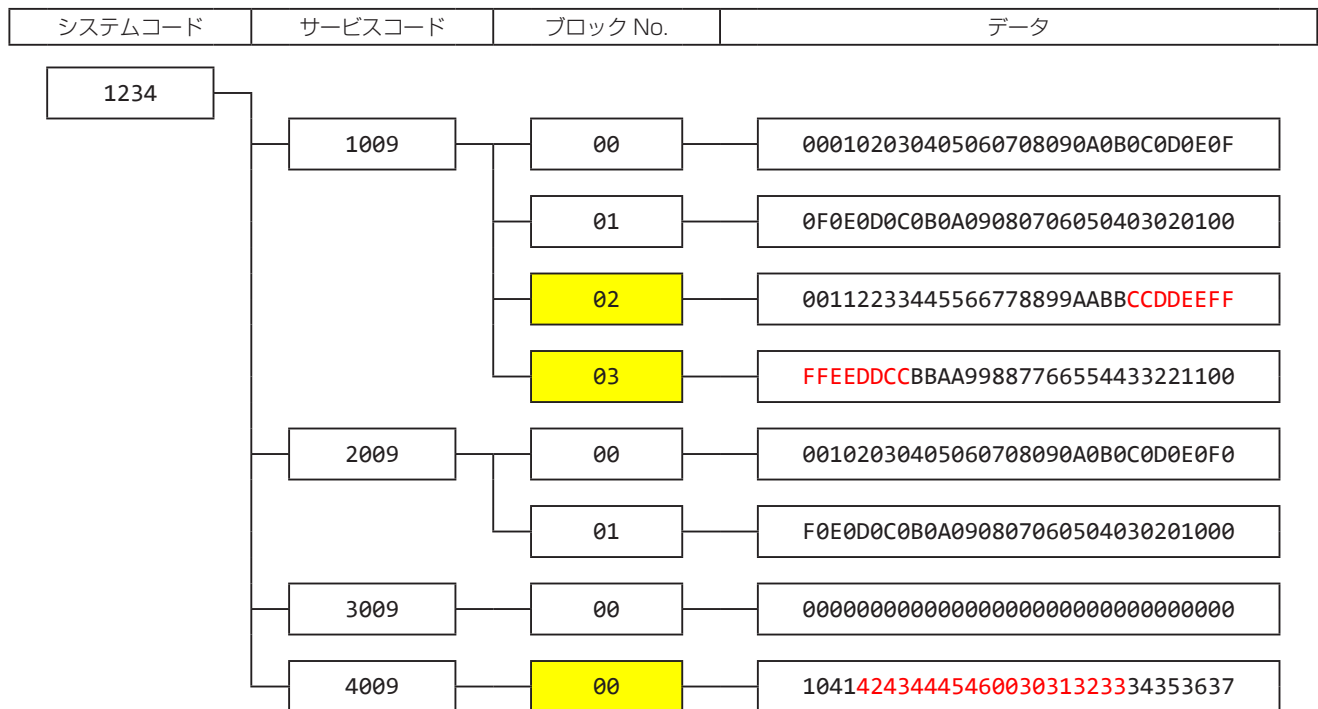 システムコード サービスコード ブロック No. データ
1234
1009 00 000102030405060708090A0B0C0D0E0F
01 0F0E0D0C0B0A09080706050403020100
02 00112233445566778899AABBCCDDEEFF
03 FFEEDDCCBBAA99887766554433221100
2009 00 00102030405060708090A0B0C0D0E0F0
01 F0E0D0C0B0A090807060504030201000
3009 00 00000000000000000000000000000000
4009 00 10414243444546003031323334353637